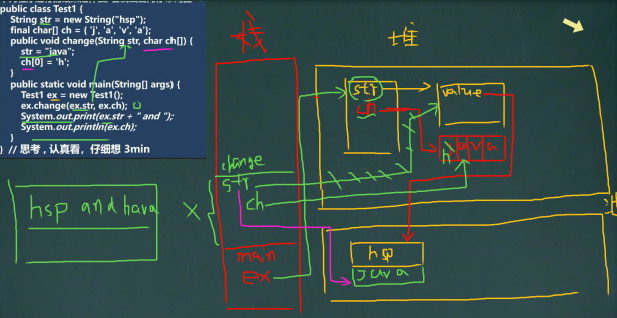 public class Test1 {
String str = new String("hsp");
final char[] ch = { 'j', 'a', 'v', 'a'};
public void change(String str, char ch[]) {
str = "java";
ch[0] = 'h';
}
public static void main(String[] args) {
Test1 ex = new Test1();
ex.change(ex.str, ex.ch);
System.out.print(ex.str + " and ");
System.out.println(ex.ch);
}
} // 思考，认真看，仔细想 3min
栈
堆
str
ch
value
h a v a
change
str
ch
hsp and hava
main
ex
hsp
java